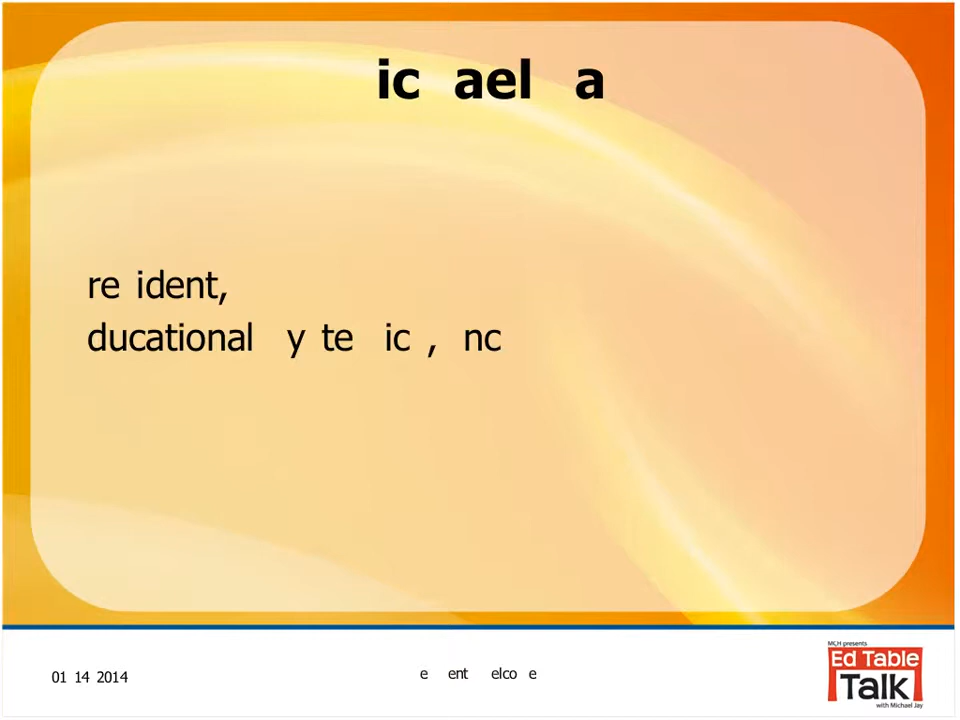 ic ael a
re ident,
ducational y te ic , nc
01 14 2014
e ent elco e
MCH presents
Ed Table
Talk
with Michael Jay